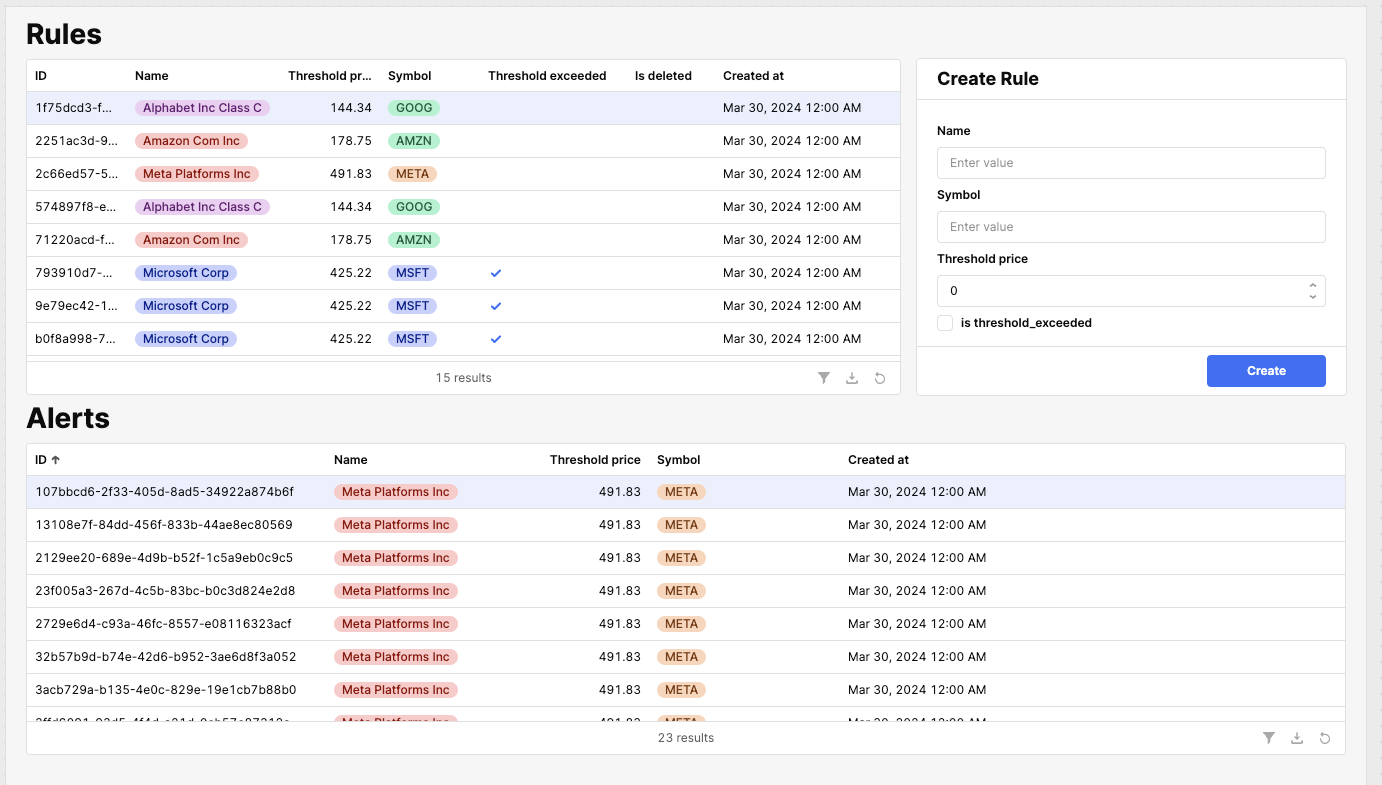 Rules
ID Name Threshold pr... Symbol Threshold exceeded Is deleted Created at
1f75dcd3-f... Alphabet Inc Class C 144.34 GOOG Mar 30, 2024 12:00 AM
2251ac3d-9... Amazon Com Inc 178.75 AMZN Mar 30, 2024 12:00 AM
2c66ed57-5... Meta Platforms Inc 491.83 META Mar 30, 2024 12:00 AM
574897f8-e... Alphabet Inc Class C 144.34 GOOG Mar 30, 2024 12:00 AM
71220acd-f... Amazon Com Inc 178.75 AMZN Mar 30, 2024 12:00 AM
793910d7-... Microsoft Corp 425.22 MSFT Mar 30, 2024 12:00 AM
9e79ec42-1... Microsoft Corp 425.22 MSFT Mar 30, 2024 12:00 AM
b0f8a998-7... Microsoft Corp 425.22 MSFT Mar 30, 2024 12:00 AM
15 results
Create Rule
Name
Enter value
Symbol
Enter value
Threshold price
0
is threshold_exceeded
Create
Alerts
ID Name Threshold price Symbol Created at
107bbcd6-2f33-405d-8ad5-34922a874b6f Meta Platforms Inc 491.83 META Mar 30, 2024 12:00 AM
13108e7f-84dd-456f-833b-44ae8ec80569 Meta Platforms Inc 491.83 META Mar 30, 2024 12:00 AM
2129ee20-689e-4d9b-b52f-1c5a9eb0c9c5 Meta Platforms Inc 491.83 META Mar 30, 2024 12:00 AM
23f005a3-267d-4c5b-83bc-b0c3d824e2d8 Meta Platforms Inc 491.83 META Mar 30, 2024 12:00 AM
2729e6d4-c93a-46fc-8557-e08116323acf Meta Platforms Inc 491.83 META Mar 30, 2024 12:00 AM
32b57b9d-b74e-42d6-b952-3ae6d8f3a052 Meta Platforms Inc 491.83 META Mar 30, 2024 12:00 AM
3acb729a-b135-4e0c-829e-19e1cb7b88b0 Meta Platforms Inc 491.83 META Mar 30, 2024 12:00 AM
Meta Platforms Inc 491.83 META Mar 30, 2024 12:00 AM
23 results